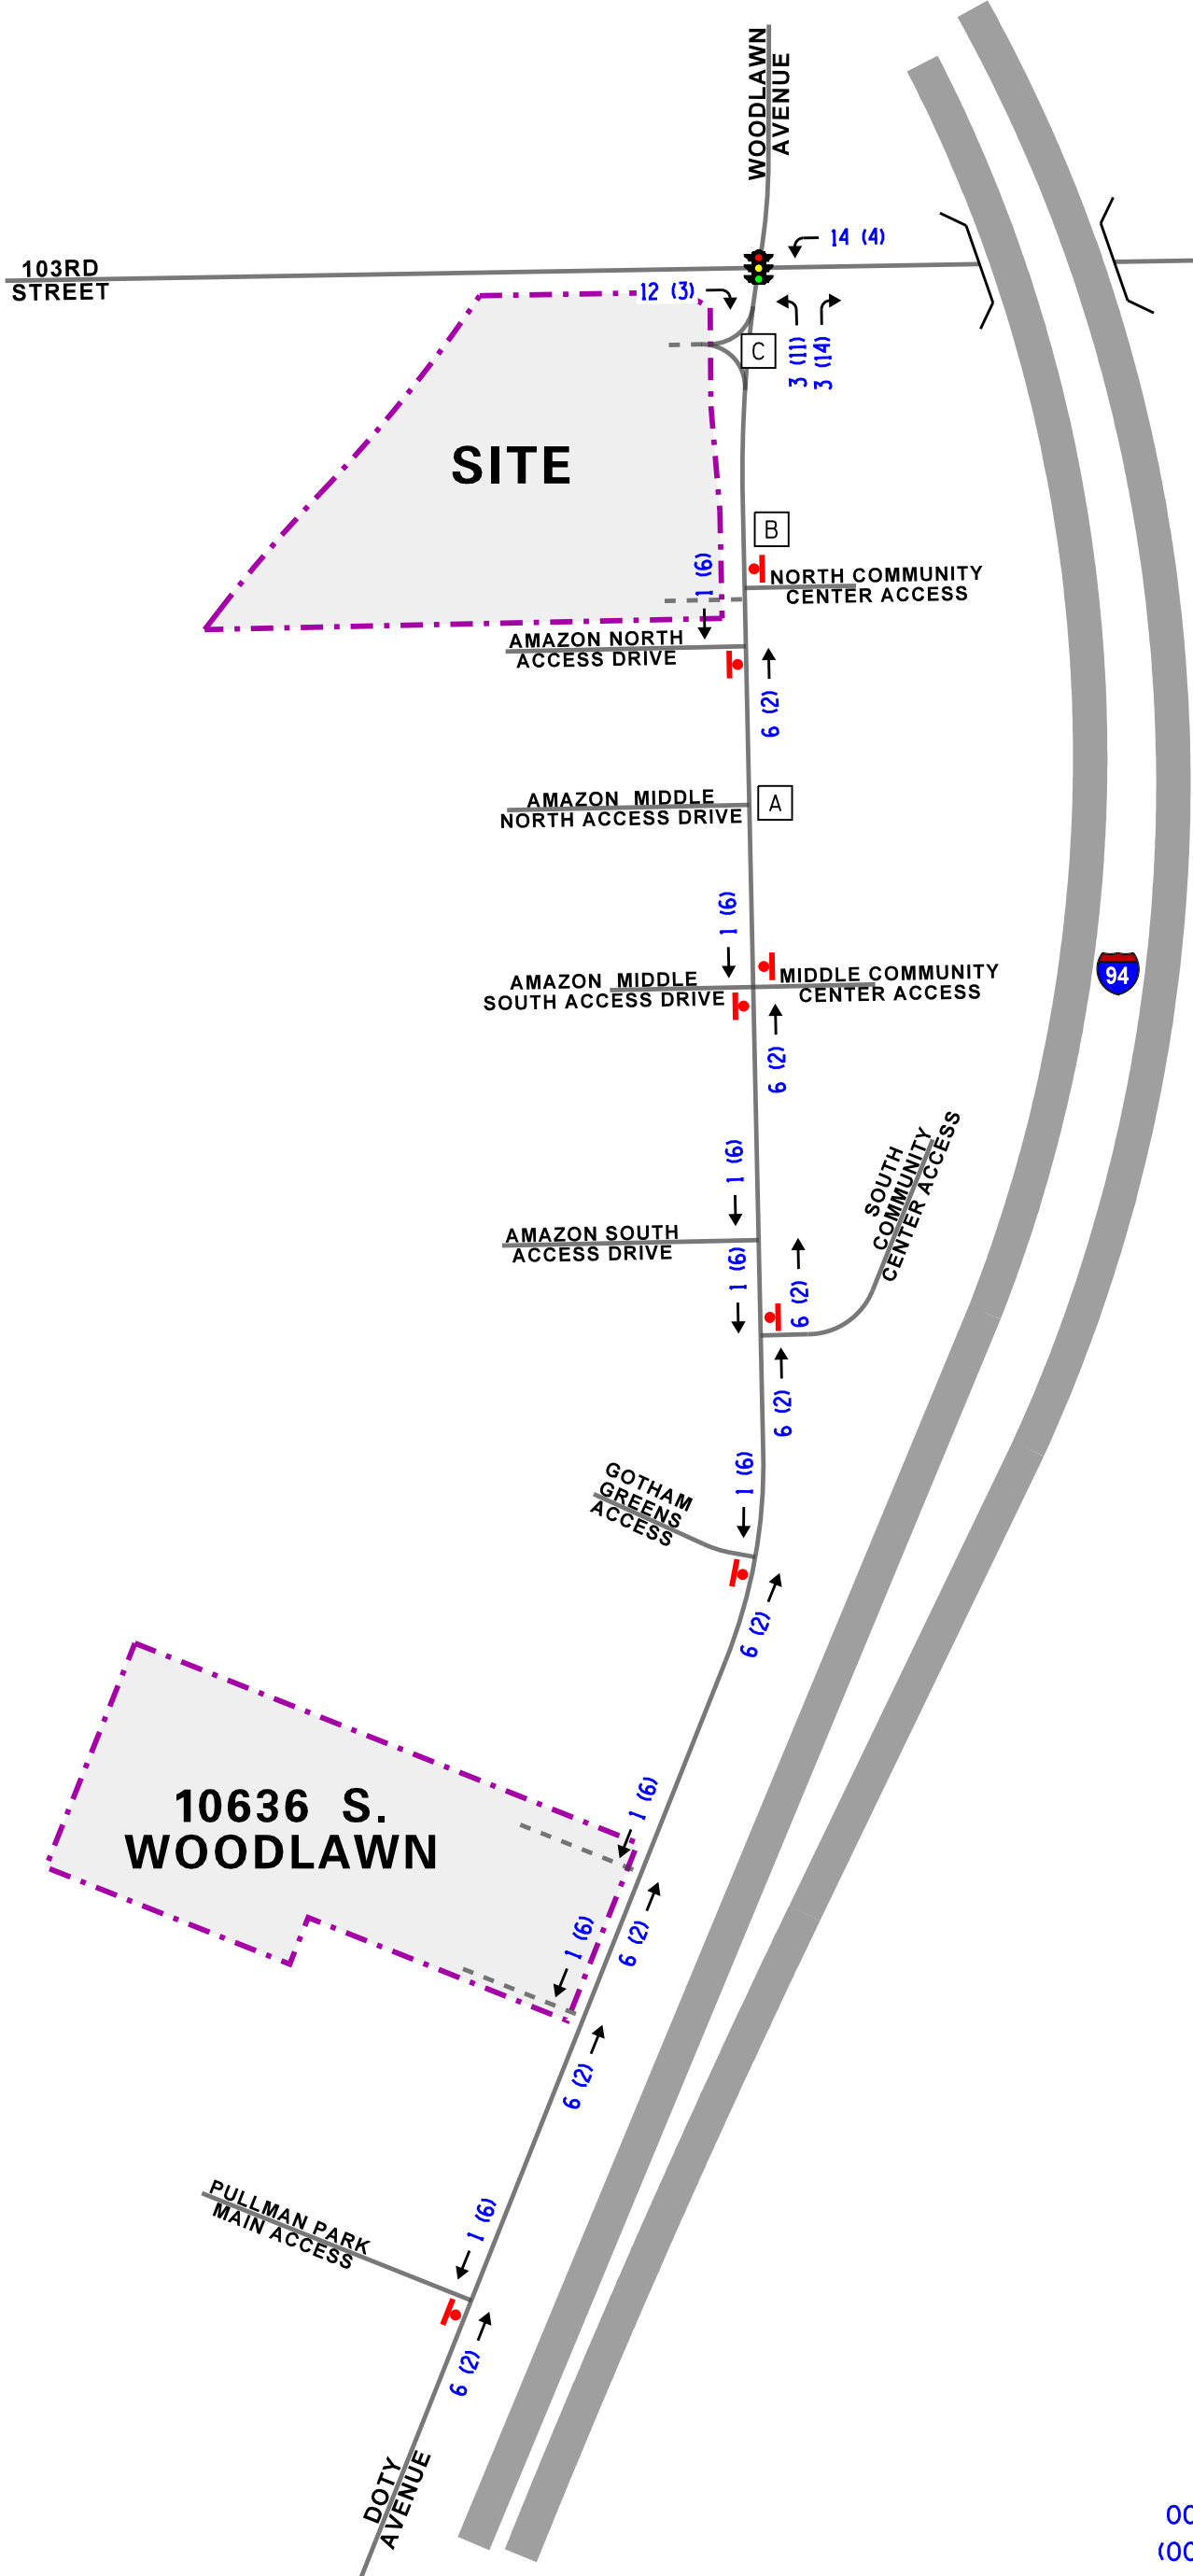 WOODLAWN
AVENUE
14 (4)
103RD
STREET
12 (3)
3 (11)
3 (14)
C
SITE
B
1 (6)
NORTH COMMUNITY
CENTER ACCESS
AMAZON NORTH
ACCESS DRIVE
6 (2)
AMAZON MIDDLE
NORTH ACCESS DRIVE
A
1 (6)
AMAZON MIDDLE
SOUTH ACCESS DRIVE
MIDDLE COMMUNITY
CENTER ACCESS
94
6 (2)
1 (6)
SOUTH
COMMUNITY
CENTER ACCESS
AMAZON SOUTH
ACCESS DRIVE
1 (6)
6 (2)
6 (2)
1 (6)
GOTHAM
GREENS
ACCESS
6 (2)
1 (6)
10636 S.
WOODLAWN
1 (6)
6 (2)
6 (2)
PULLMAN PARK
MAIN ACCESS
1 (6)
6 (2)
DOTY
AVENUE
00
(00